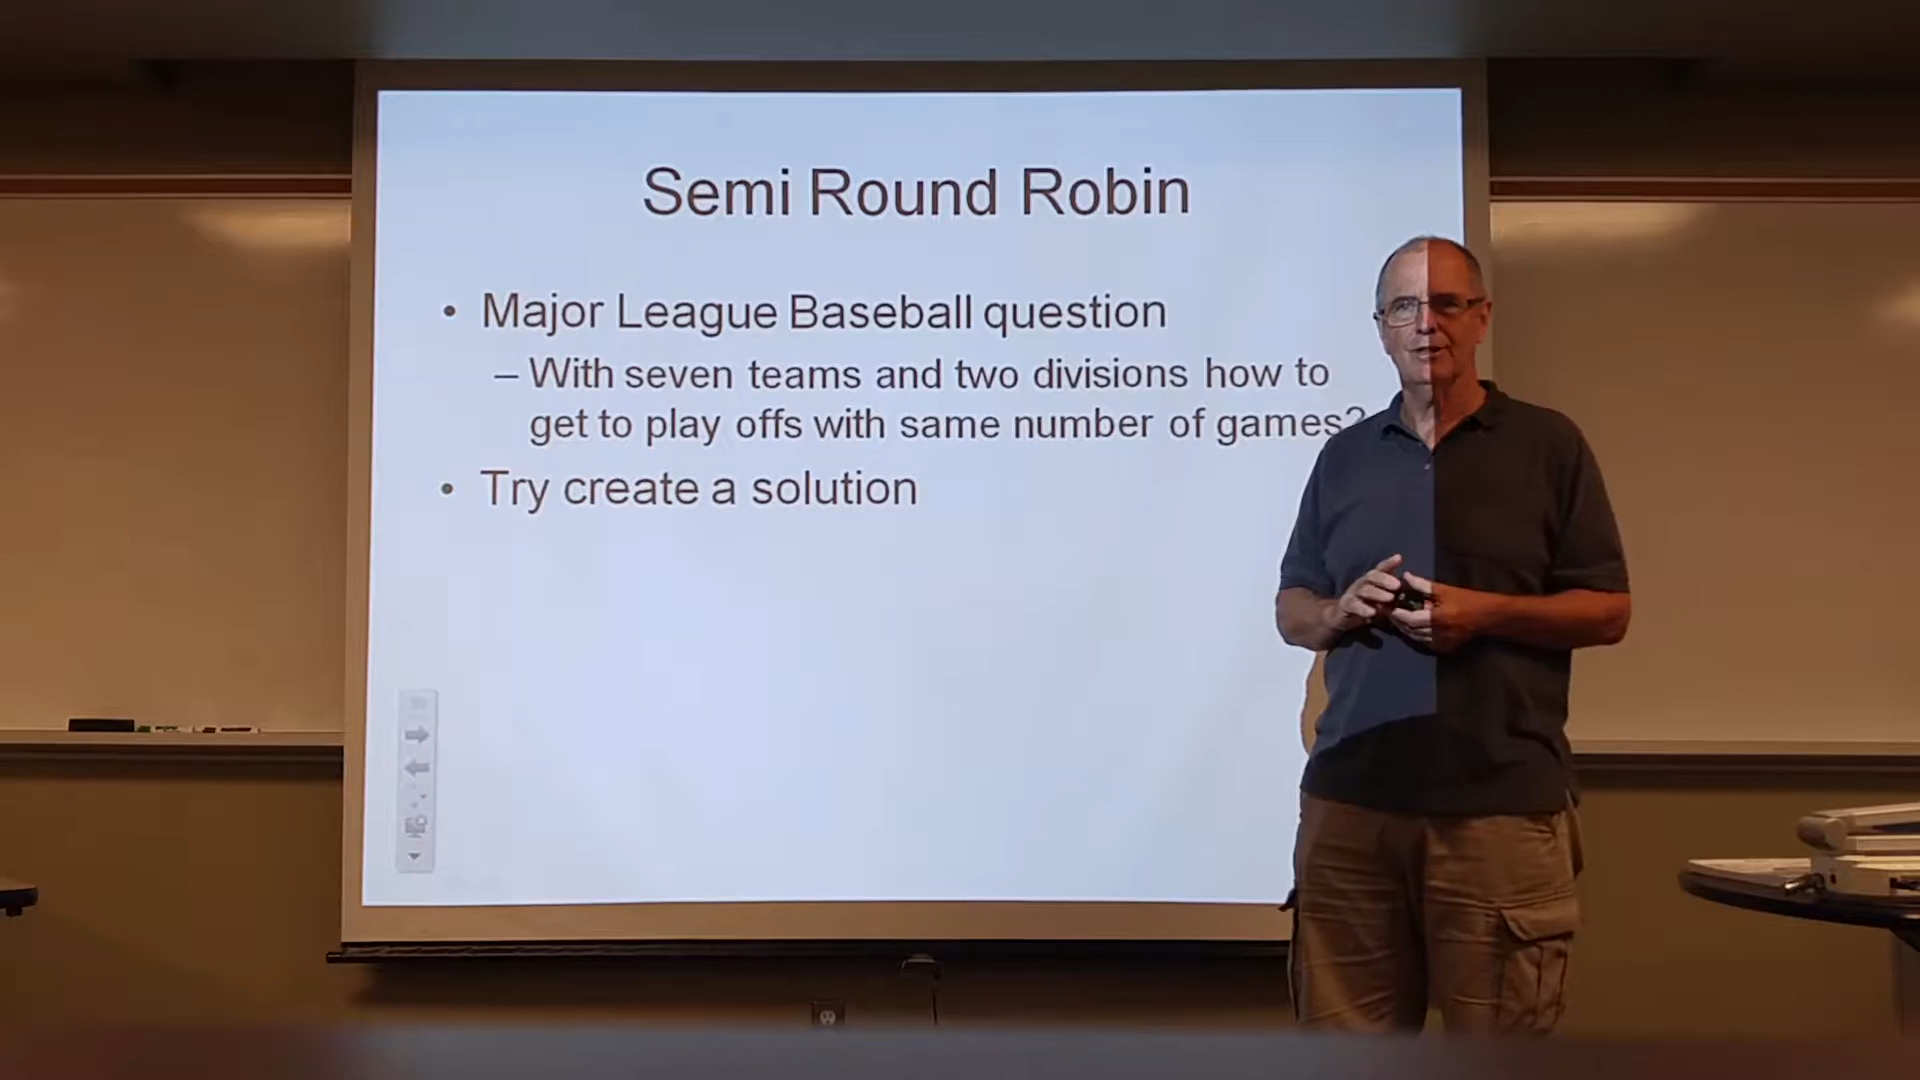 Semi Round Robin
• Major League Baseball question
– With seven teams and two divisions how to
get to play offs with same number of games?
• Try create a solution